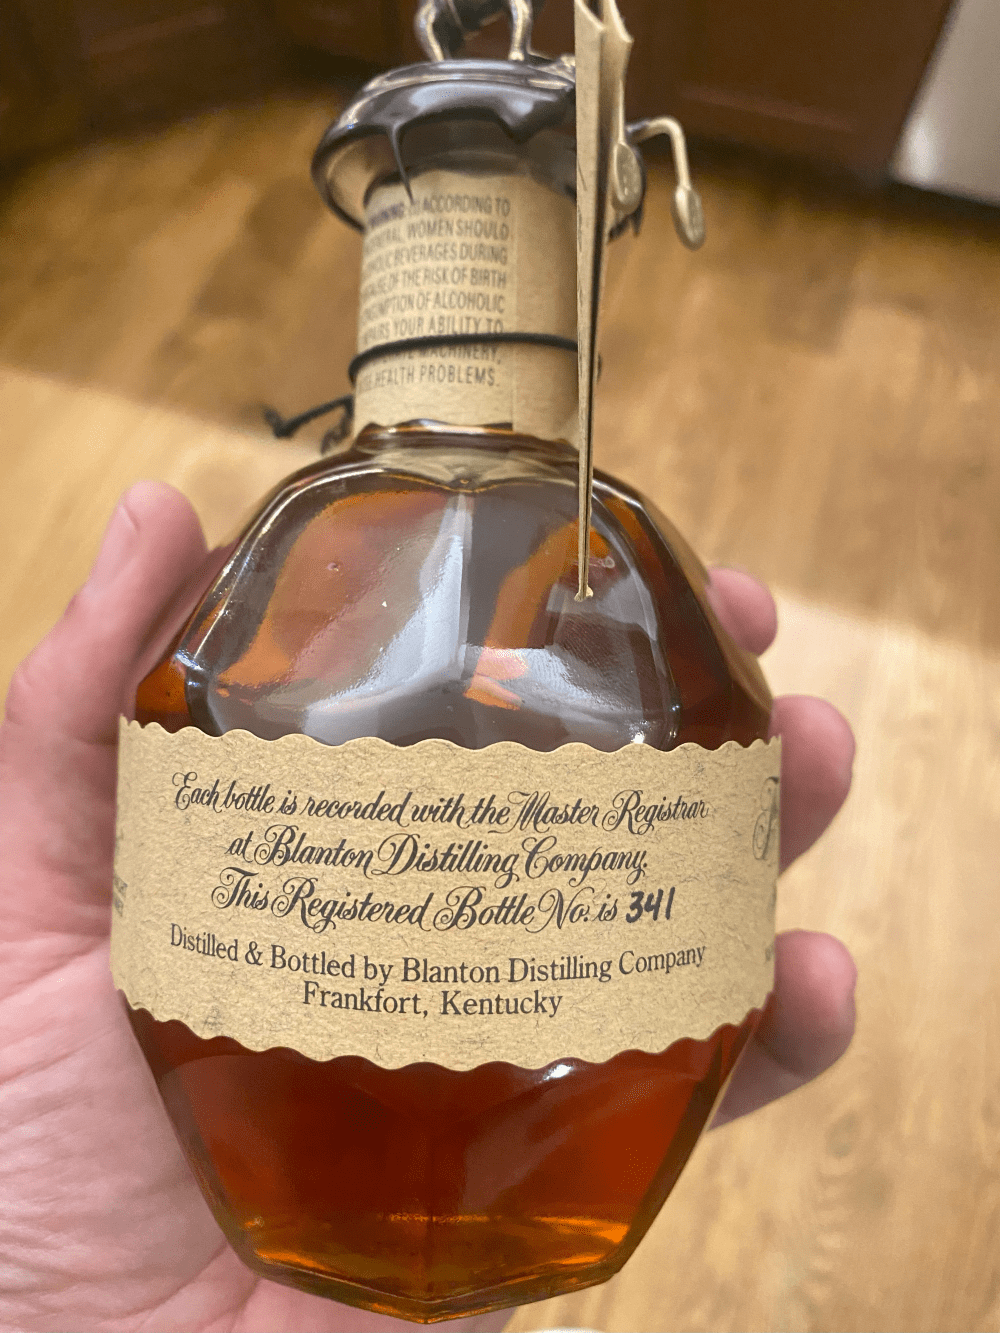 ACCORDING TO
WOMEN SHOULD
BEVERAGES DURING
OF THE RISK OF BIRTH
OF ALCOHOLIC
YOUR ABILITY TO
MACHINERY,
HEALTH PROBLEMS.
Each bottle is recorded with the Master Registrar
at Blanton Distilling Company.
This Registered Bottle No. is 341
Distilled & Bottled by Blanton Distilling Company
Frankfort, Kentucky